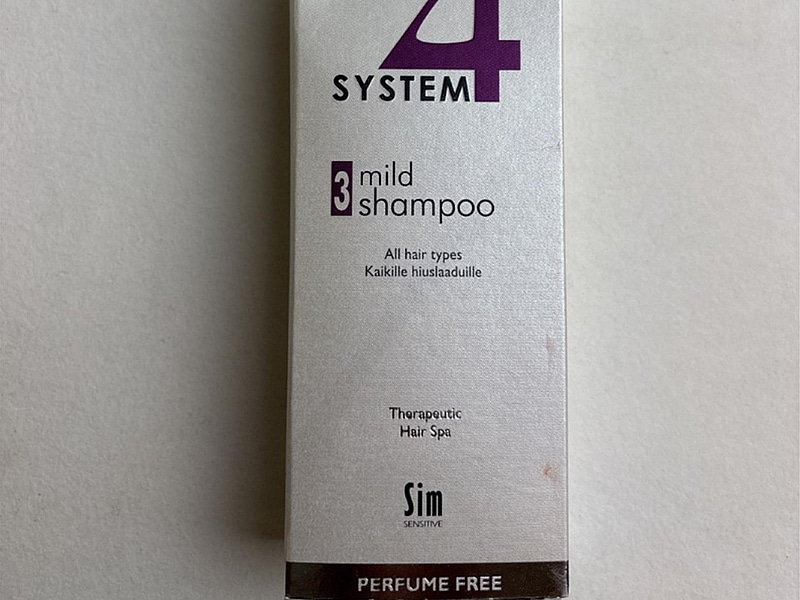 SYSTEM 4
3 mild
shampoo
All hair types
Kaikille hiuslaaduille
Therapeutic
Hair Spa
Sim
SENSITIVE
PERFUME FREE